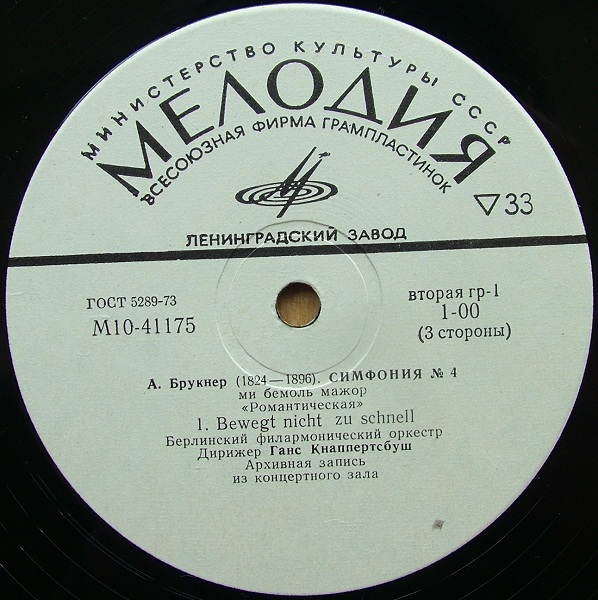 МИНИСТЕРСТВО КУЛЬТУРЫ СССР
МЕЛОДИЯ
ВСЕСОЮЗНАЯ ФИРМА ГРАМПЛАСТИНОК
33
ЛЕНИНГРАДСКИЙ ЗАВОД
ГОСТ 5289-73
М10-41175
вторая гр-1
1-00
(3 стороны)
А. Брукнер (1824—1896). СИМФОНИЯ № 4
ми бемоль мажор
«Романтическая»
1. Bewegt nicht zu schnell
Берлинский филармонический оркестр
Дирижер Ганс Кнаппертсбуш
Архивная запись
из концертного зала